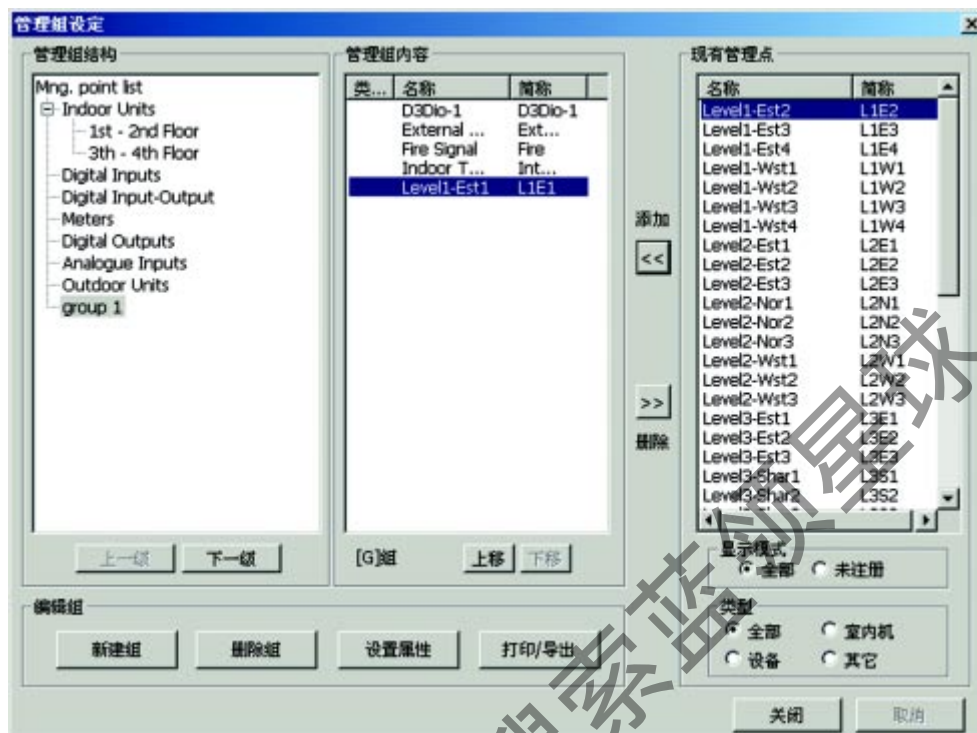 管理组设定
管理组结构
Mng. point list
Indoor Units
1st - 2nd Floor
3th - 4th Floor
Digital Inputs
Digital Input-Output
Meters
Digital Outputs
Analogue Inputs
Outdoor Units
group 1
上一级 下一级
管理组内容
类... 名称 简称
D3Dio-1 D3Dio-1
External ... Ext...
Fire Signal Fire
Indoor T... Int...
Level1-Est1 L1E1
[G]组 上移 下移
添加
<<
>>
删除
现有管理点
名称 简称
Level1-Est2 L1E2
Level1-Est3 L1E3
Level1-Est4 L1E4
Level1-Wst1 L1W1
Level1-Wst2 L1W2
Level1-Wst3 L1W3
Level1-Wst4 L1W4
Level2-Est1 L2E1
Level2-Est2 L2E2
Level2-Est3 L2E3
Level2-Nor1 L2N1
Level2-Nor2 L2N2
Level2-Nor3 L2N3
Level2-Wst1 L2W1
Level2-Wst2 L2W2
Level2-Wst3 L2W3
Level3-Est1 L3E1
Level3-Est2 L3E2
Level3-Est3 L3E3
Level3-Shar1 L3S1
Level3-Shar2 L3S2
显示模式
全部 未注册
类型
全部 室内机
设备 其它
编辑组
新建组 删除组 设置属性 打印/导出
关闭 取消
搜索蓝领星球